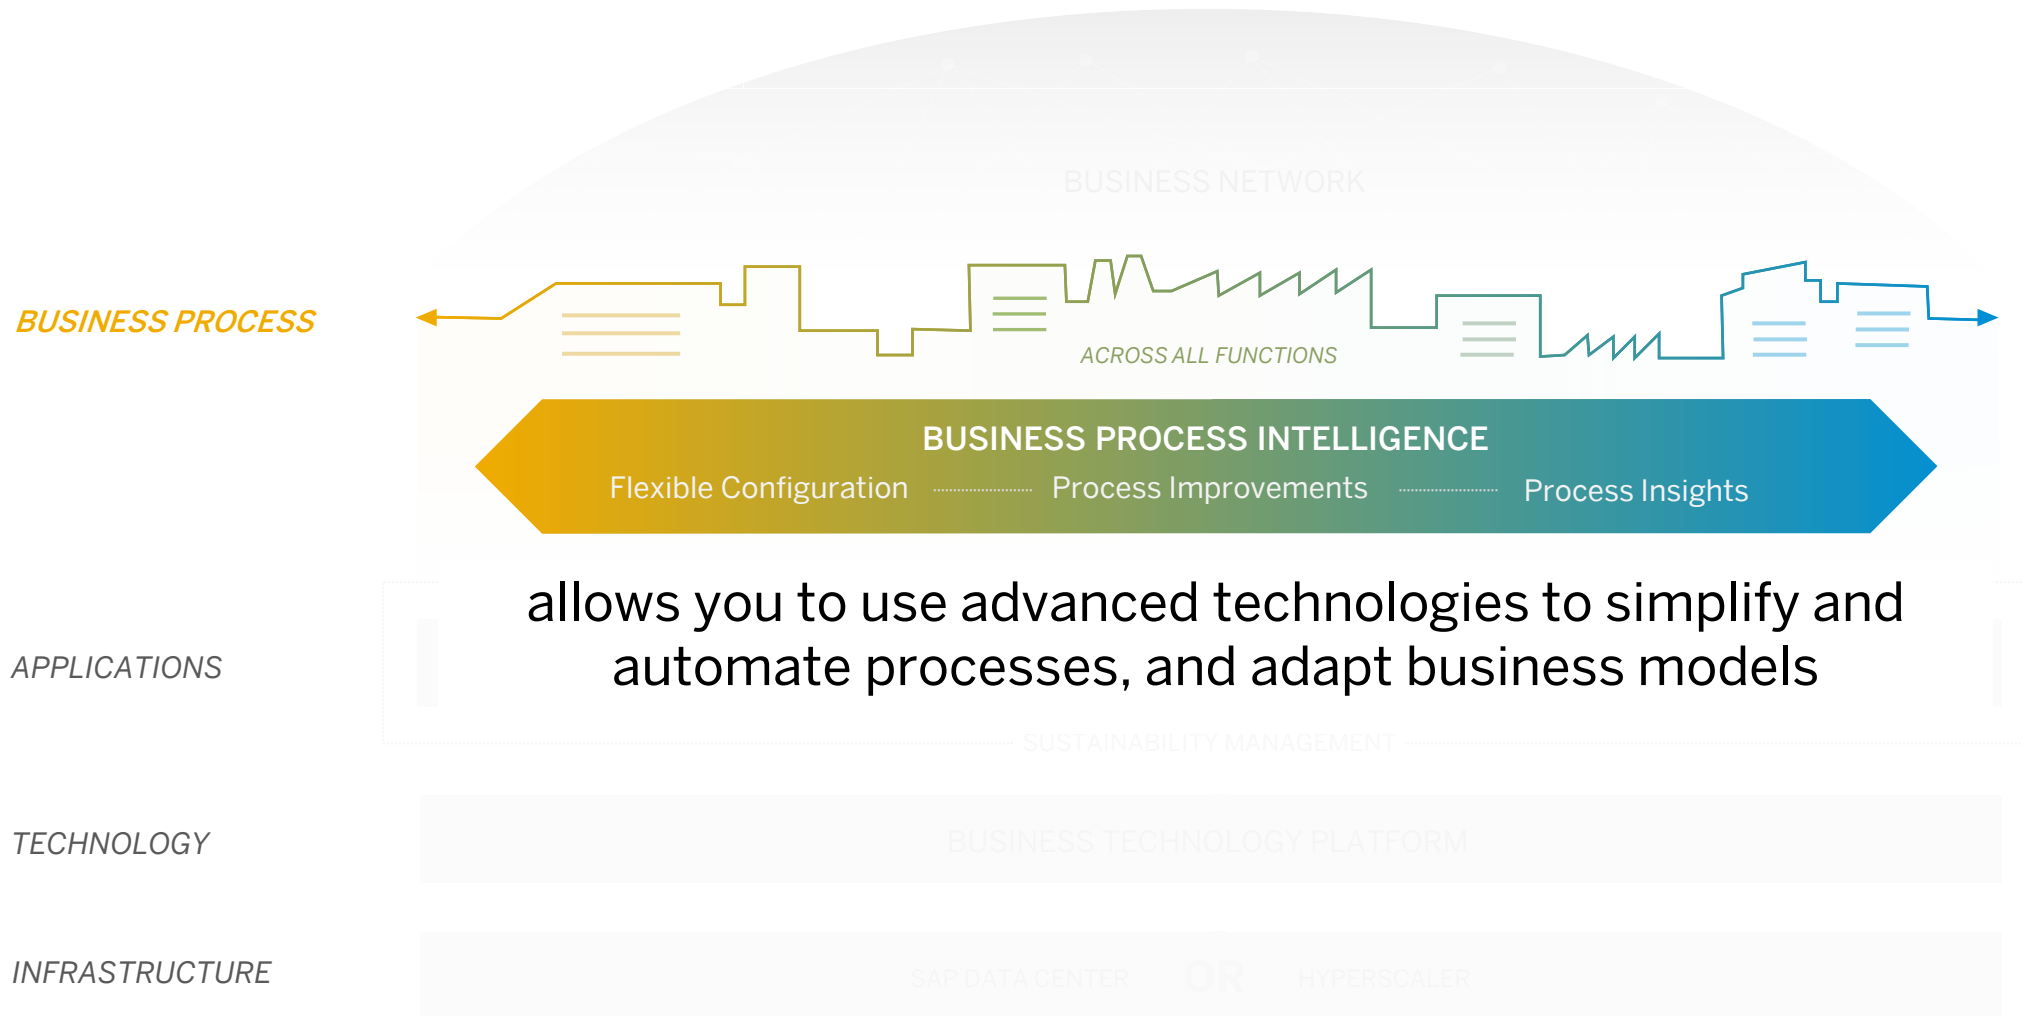 BUSINESS NETWORK
BUSINESS PROCESS
ACROSS ALL FUNCTIONS
BUSINESS PROCESS INTELLIGENCE
Flexible Configuration
Process Improvements
Process Insights
allows you to use advanced technologies to simplify and
automate processes, and adapt business models
APPLICATIONS
SUSTAINABILITY MANAGEMENT
TECHNOLOGY
BUSINESS TECHNOLOGY PLATFORM
INFRASTRUCTURE
SAP DATA CENTER OR HYPERSCALER